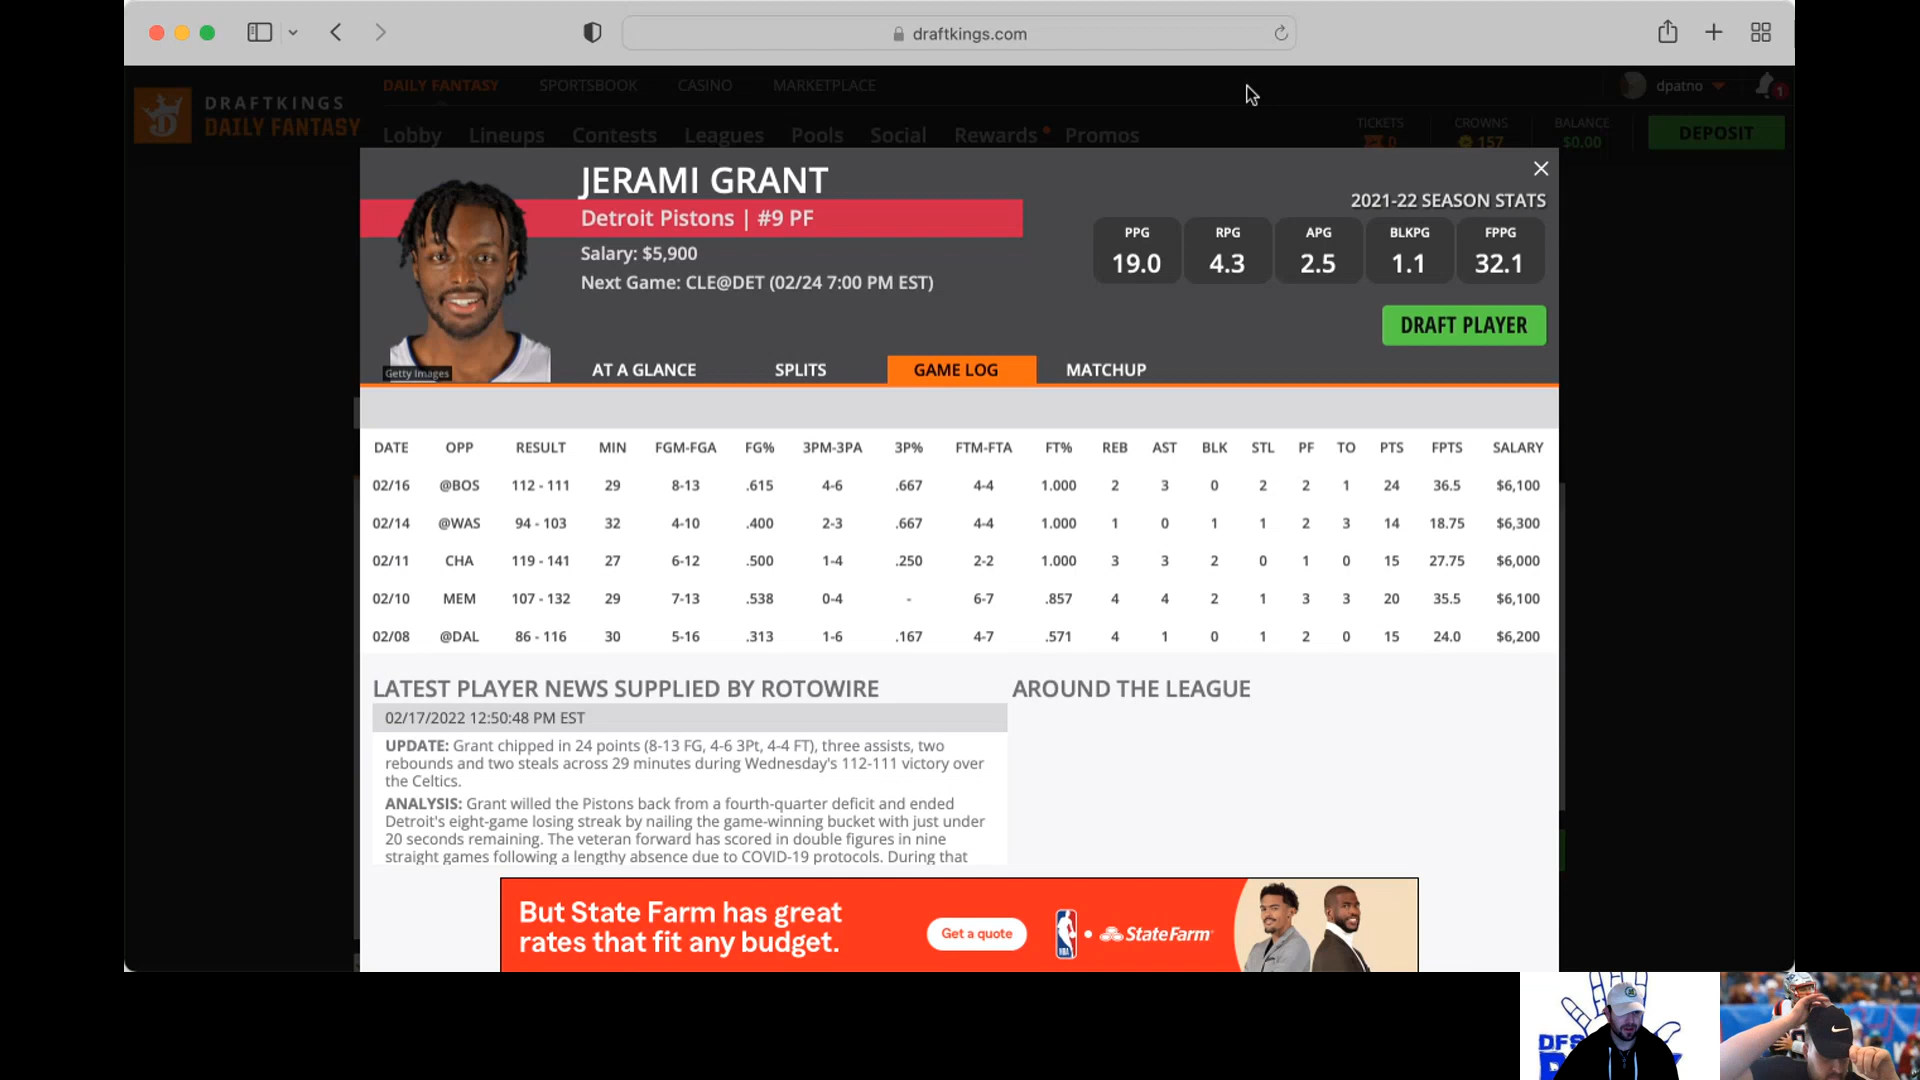 draftkings.com
DRAFTKINGS
DAILY FANTASY
DAILY FANTASY SPORTSBOOK CASINO MARKETPLACE
dpatno
1
Lobby Lineups Contests Leagues Pools Social Rewards Promos
TICKETS CROWNS BALANCE
0 157 $0.00
DEPOSIT
JERAMI GRANT
Detroit Pistons | #9 PF
Salary: $5,900
Next Game: CLE@DET (02/24 7:00 PM EST)
2021-22 SEASON STATS
PPG RPG APG BLKPG FPPG
19.0 4.3 2.5 1.1 32.1
DRAFT PLAYER
Getty Images
AT A GLANCE SPLITS GAME LOG MATCHUP
DATE OPP RESULT MIN FGM-FGA FG% 3PM-3PA 3P% FTM-FTA FT% REB AST BLK STL PF TO PTS FPTS SALARY
02/16 @BOS 112 - 111 29 8-13 .615 4-6 .667 4-4 1.000 2 3 0 2 2 1 24 36.5 $6,100
02/14 @WAS 94 - 103 32 4-10 .400 2-3 .667 4-4 1.000 1 0 1 1 2 3 14 18.75 $6,300
02/11 CHA 119 - 141 27 6-12 .500 1-4 .250 2-2 1.000 3 3 2 0 1 0 15 27.75 $6,000
02/10 MEM 107 - 132 29 7-13 .538 0-4 - 6-7 .857 4 4 2 1 3 3 20 35.5 $6,100
02/08 @DAL 86 - 116 30 5-16 .313 1-6 .167 4-7 .571 4 1 0 1 2 0 15 24.0 $6,200
LATEST PLAYER NEWS SUPPLIED BY ROTOWIRE
AROUND THE LEAGUE
02/17/2022 12:50:48 PM EST
UPDATE: Grant chipped in 24 points (8-13 FG, 4-6 3Pt, 4-4 FT), three assists, two
rebounds and two steals across 29 minutes during Wednesday's 112-111 victory over
the Celtics.
ANALYSIS: Grant willed the Pistons back from a fourth-quarter deficit and ended
Detroit's eight-game losing streak by nailing the game-winning bucket with just under
20 seconds remaining. The veteran forward has scored in double figures in nine
straight games following a lengthy absence due to COVID-19 protocols. During that
But State Farm has great
rates that fit any budget.
Get a quote
NBA
StateFarm
DFS